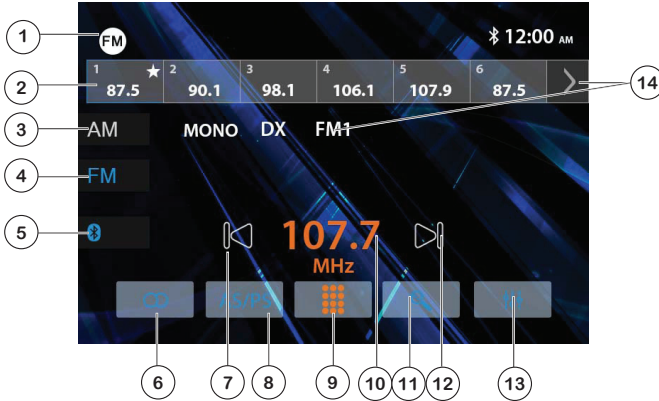 1 FM 12:00 AM
1 2 3 4 5 6
2 87.5 90.1 98.1 106.1 107.9 87.5 14
3 AM MONO DX FM1
4 FM
5
107.7
MHz
CD AS/PS
6 7 8 9 10 11 12 13